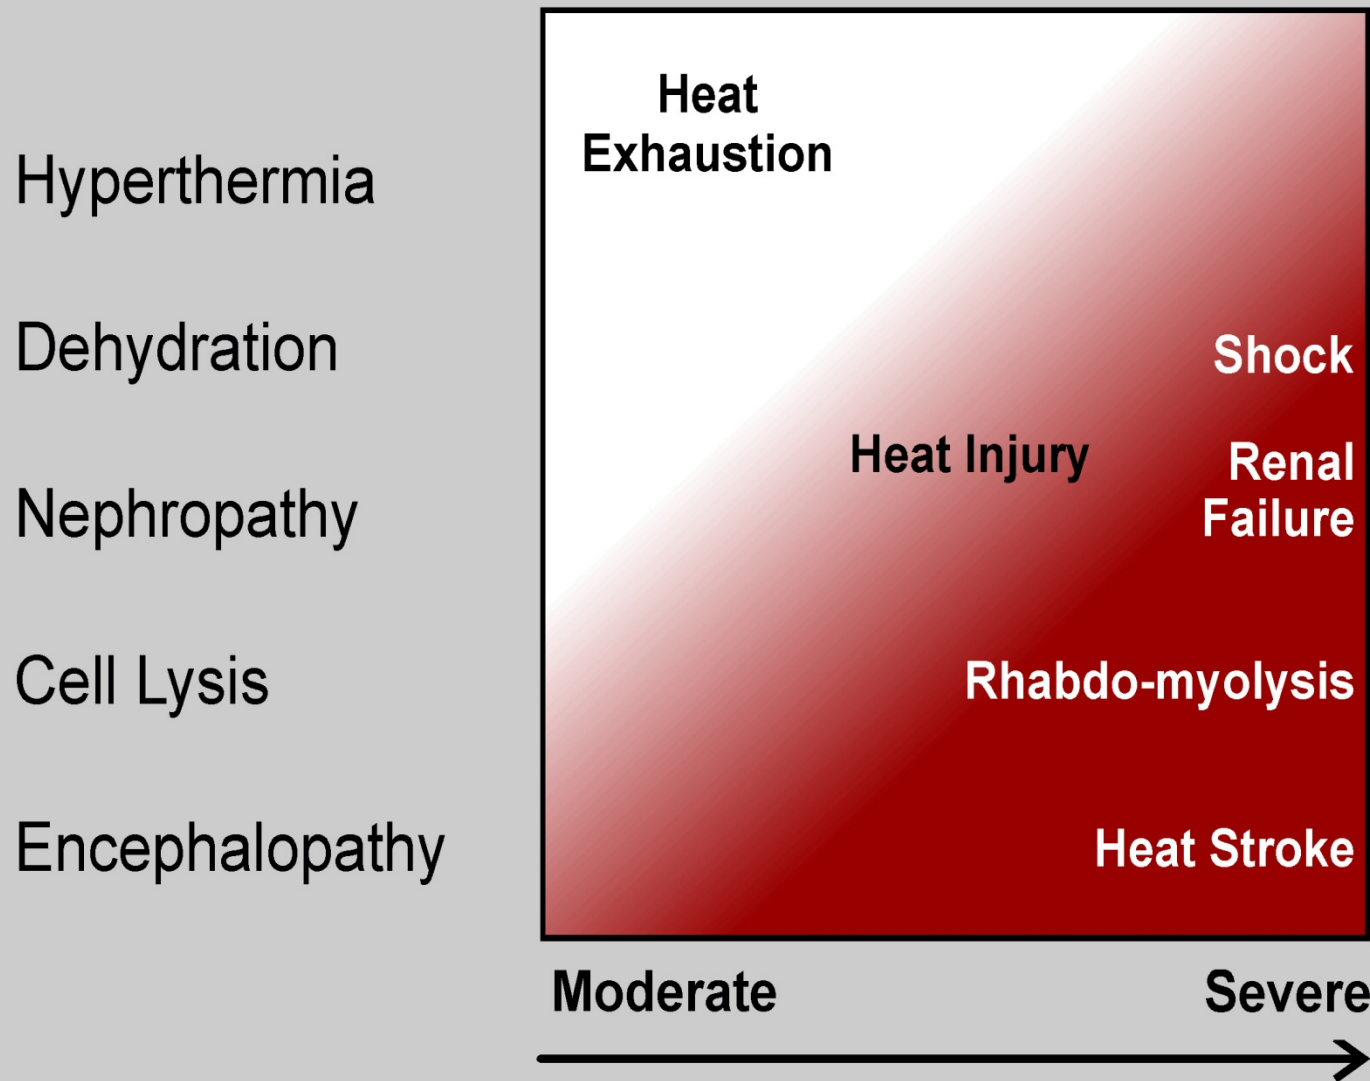 Heat
Exhaustion
Hyperthermia
Dehydration
Shock
Heat Injury
Renal
Failure
Nephropathy
Cell Lysis
Rhabdo-myolysis
Encephalopathy
Heat Stroke
Moderate
Severe